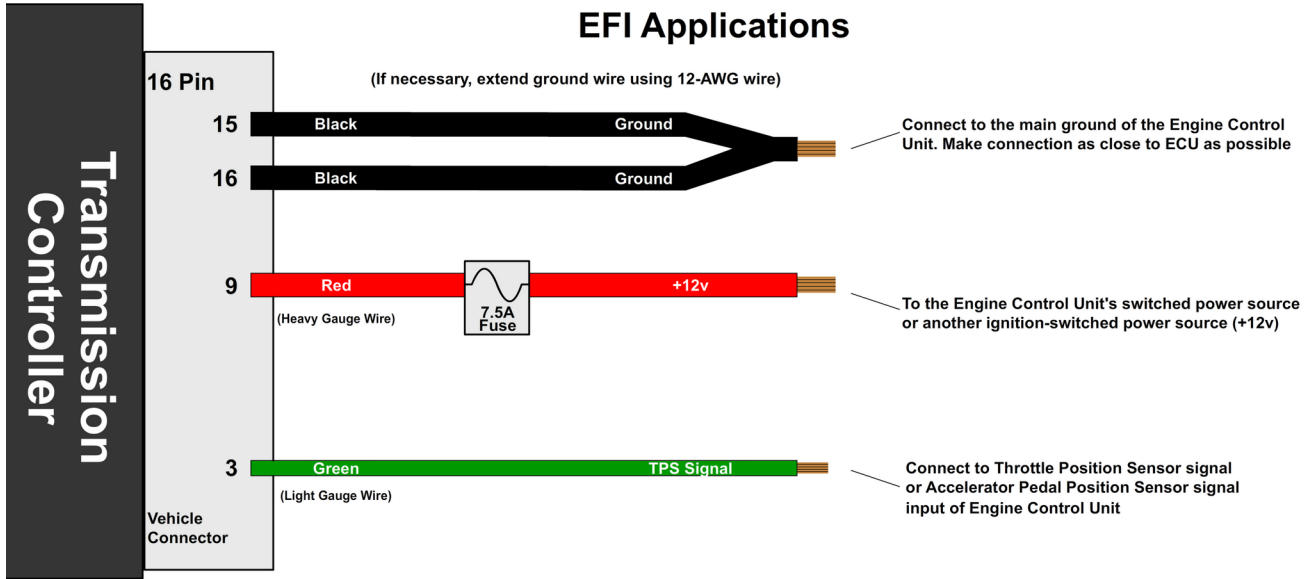 EFI Applications
Transmission
Controller
16 Pin
(If necessary, extend ground wire using 12-AWG wire)
15
Black
Ground
Connect to the main ground of the Engine Control
Unit. Make connection as close to ECU as possible
16
Black
Ground
9
Red
7.5A
Fuse
+12v
To the Engine Control Unit's switched power source
or another ignition-switched power source (+12v)
(Heavy Gauge Wire)
3
Green
TPS Signal
Connect to Throttle Position Sensor signal
or Accelerator Pedal Position Sensor signal
input of Engine Control Unit
(Light Gauge Wire)
Vehicle
Connector